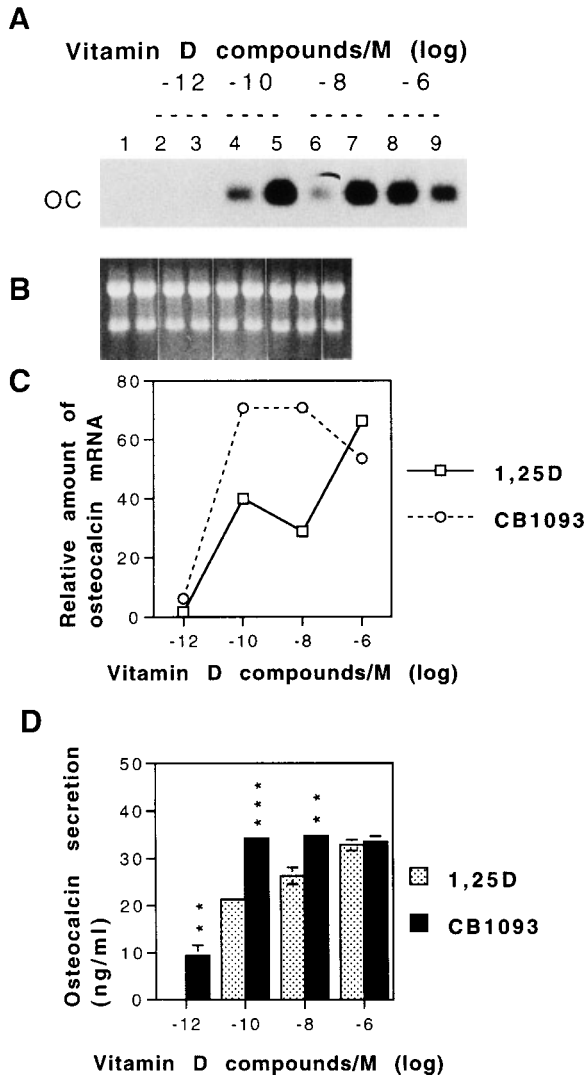 A
Vitamin D compounds/M (log)
-12 -10 -8 -6
1 2 3 4 5 6 7 8 9
OC
B
C
Relative amount of
osteocalcin mRNA
80
60
40
20
0
-12 -10 -8 -6
Vitamin D compounds/M (log)
1,25D
CB1093
D
Osteocalcin secretion
(ng/ml)
50
40
30
20
10
0
* * * * * * *
-12 -10 -8 -6
Vitamin D compounds/M (log)
1,25D
CB1093